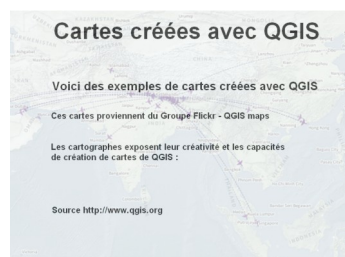 Cartes créées avec QGIS
Voici des exemples de cartes créées avec QGIS
Ces cartes proviennent du Groupe Flickr - QGIS maps
Les cartographes exposent leur créativité et les capacités
de création de cartes de QGIS :
Source http://www.qgis.org